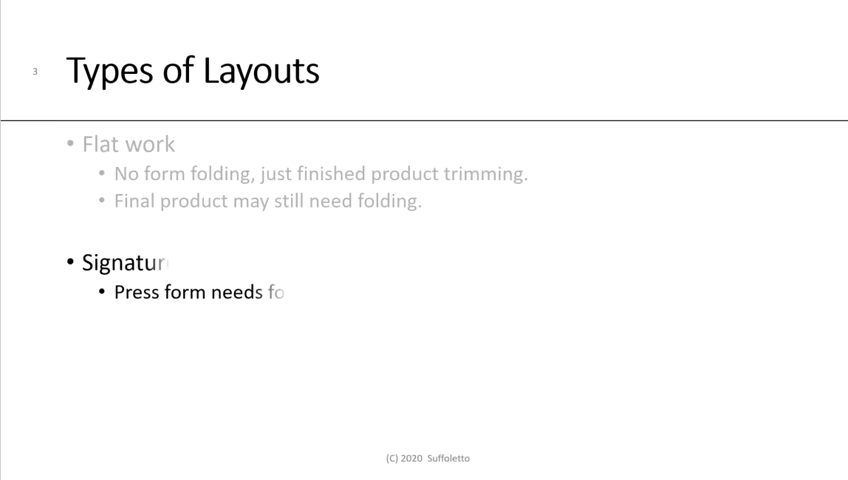 3
Types of Layouts
• Flat work
• No form folding, just finished product trimming.
• Final product may still need folding.
• Signatur
• Press form needs fo
(C) 2020 Suffoletto